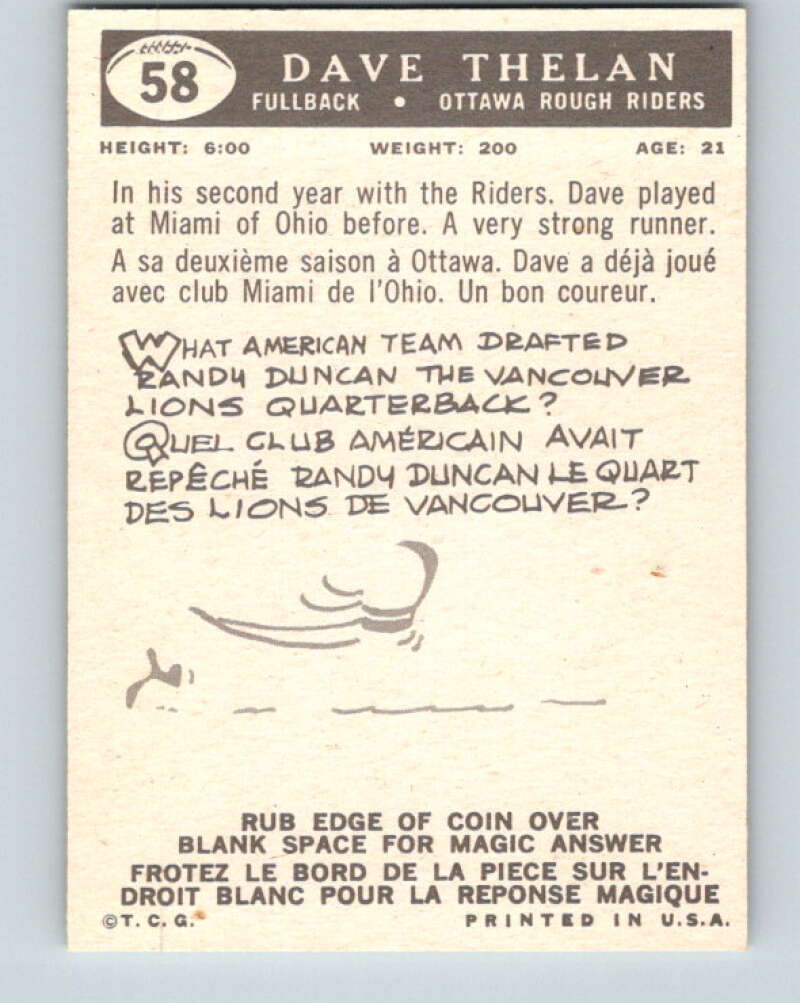 58
DAVE THELAN
FULLBACK • OTTAWA ROUGH RIDERS
HEIGHT: 6:00 WEIGHT: 200 AGE: 21
In his second year with the Riders. Dave played
at Miami of Ohio before. A very strong runner.
A sa deuxième saison à Ottawa. Dave a déjà joué
avec club Miami de l'Ohio. Un bon coureur.
WHAT AMERICAN TEAM DRAFTED
RANDY DUNCAN THE VANCOUVER
LIONS QUARTERBACK?
QUEL CLUB AMÉRICAIN AVAIT
REPÊCHÉ RANDY DUNCAN LE QUART
DES LIONS DE VANCOUVER?
RUB EDGE OF COIN OVER
BLANK SPACE FOR MAGIC ANSWER
FROTEZ LE BORD DE LA PIECE SUR L'EN-
DROIT BLANC POUR LA REPONSE MAGIQUE
©T.C.G. PRINTED IN U.S.A.